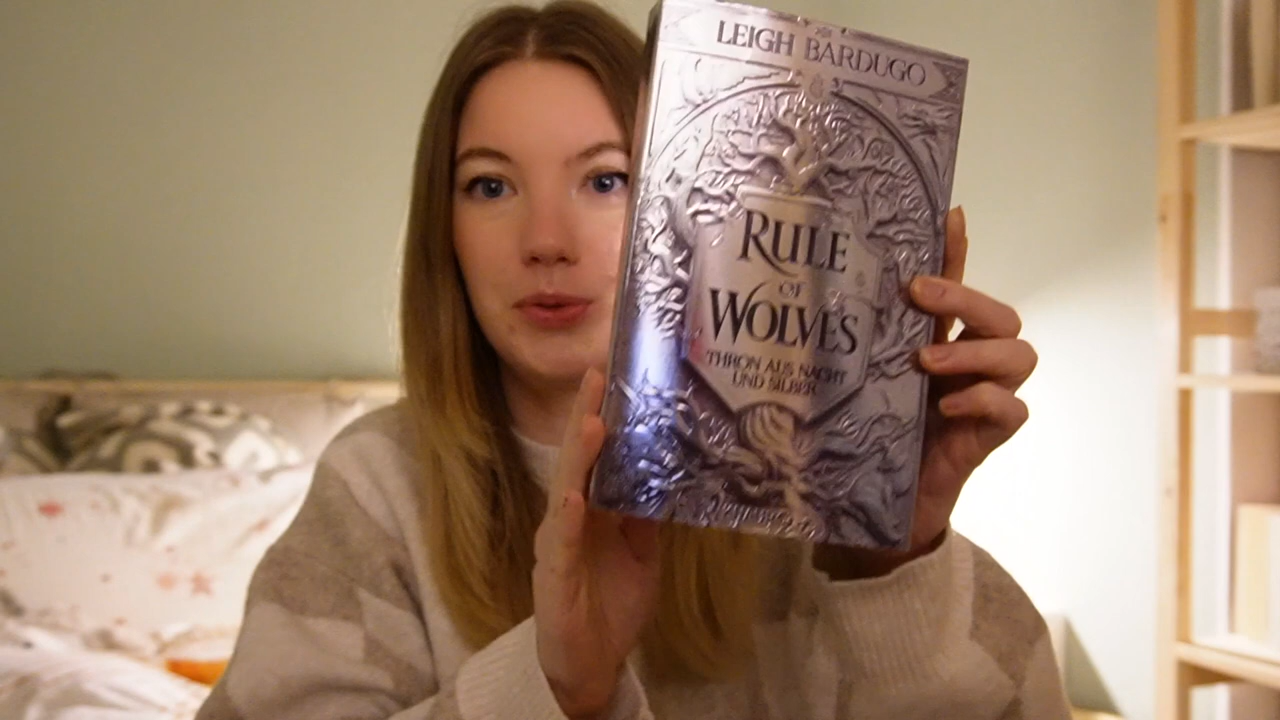 LEIGH BARDUGO
RULE
OF
WOLVES
THRON AUS NACHT
UND SILBER